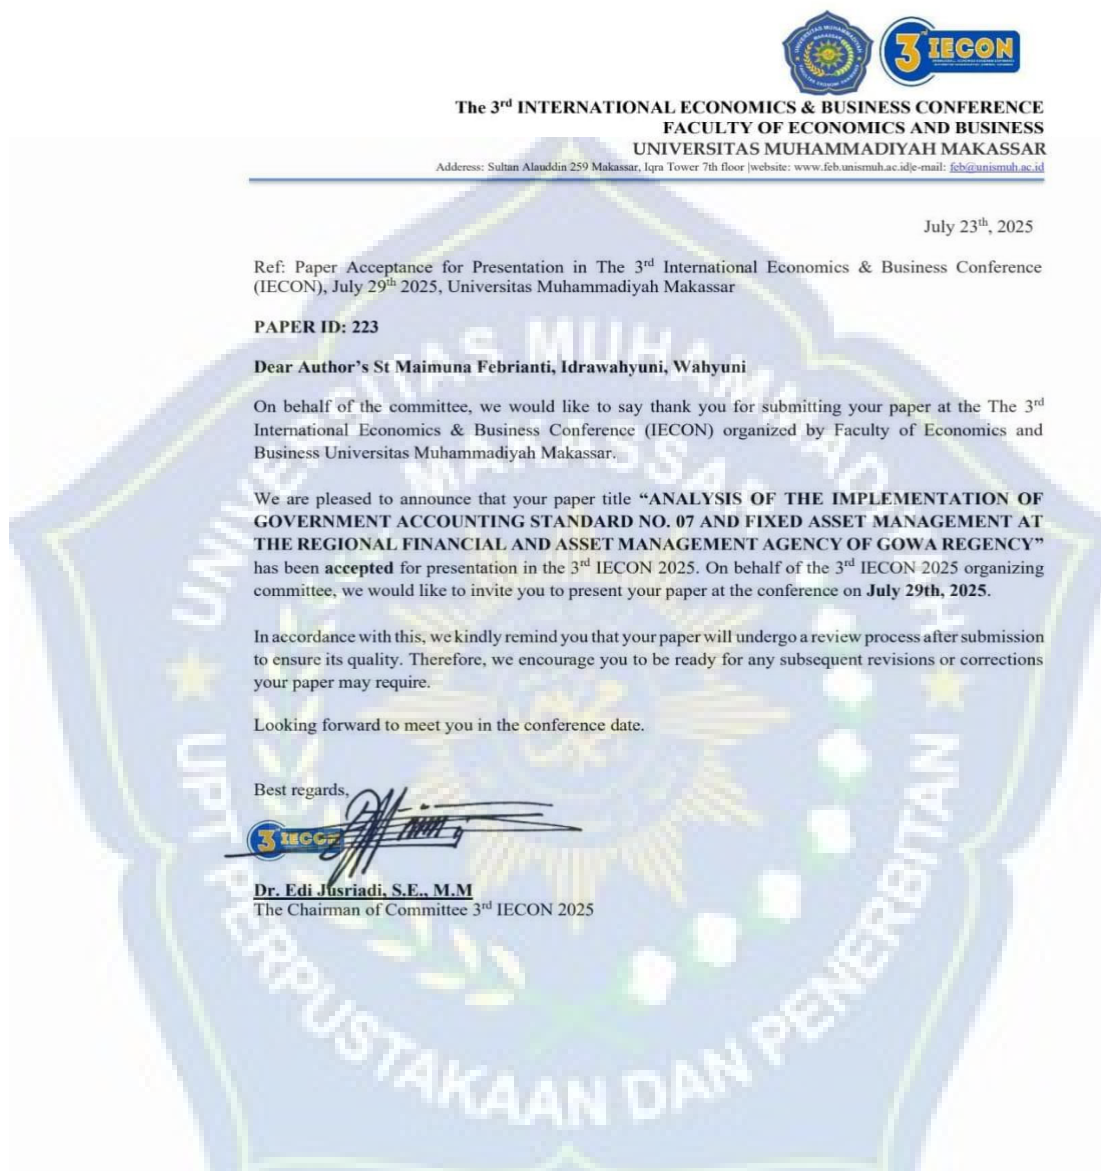 3rd IECON
The 3rd INTERNATIONAL ECONOMICS & BUSINESS CONFERENCE
FACULTY OF ECONOMICS AND BUSINESS
UNIVERSITAS MUHAMMADIYAH MAKASSAR
Adderess: Sultan Alauddin 259 Makassar, Iqra Tower 7th floor |website: www.feb.unismuh.ac.id|e-mail: feb@unismuh.ac.id
July 23th, 2025
Ref: Paper Acceptance for Presentation in The 3rd International Economics & Business Conference
(IECON), July 29th 2025, Universitas Muhammadiyah Makassar
PAPER ID: 223
Dear Author's St Maimuna Febrianti, Idrawahyuni, Wahyuni
On behalf of the committee, we would like to say thank you for submitting your paper at the The 3rd
International Economics & Business Conference (IECON) organized by Faculty of Economics and
Business Universitas Muhammadiyah Makassar.
We are pleased to announce that your paper title “ANALYSIS OF THE IMPLEMENTATION OF
GOVERNMENT ACCOUNTING STANDARD NO. 07 AND FIXED ASSET MANAGEMENT AT
THE REGIONAL FINANCIAL AND ASSET MANAGEMENT AGENCY OF GOWA REGENCY”
has been accepted for presentation in the 3rd IECON 2025. On behalf of the 3rd IECON 2025 organizing
committee, we would like to invite you to present your paper at the conference on July 29th, 2025.
In accordance with this, we kindly remind you that your paper will undergo a review process after submission
to ensure its quality. Therefore, we encourage you to be ready for any subsequent revisions or corrections
your paper may require.
Looking forward to meet you in the conference date.
Best regards,
3 IECON
Dr. Edi Jusriadi, S.E., M.M
The Chairman of Committee 3rd IECON 2025
UNIVERSITAS MUHAMMADIYAH
MAKASSAR
UPT PERPUSTAKAAN DAN PENERBITAN